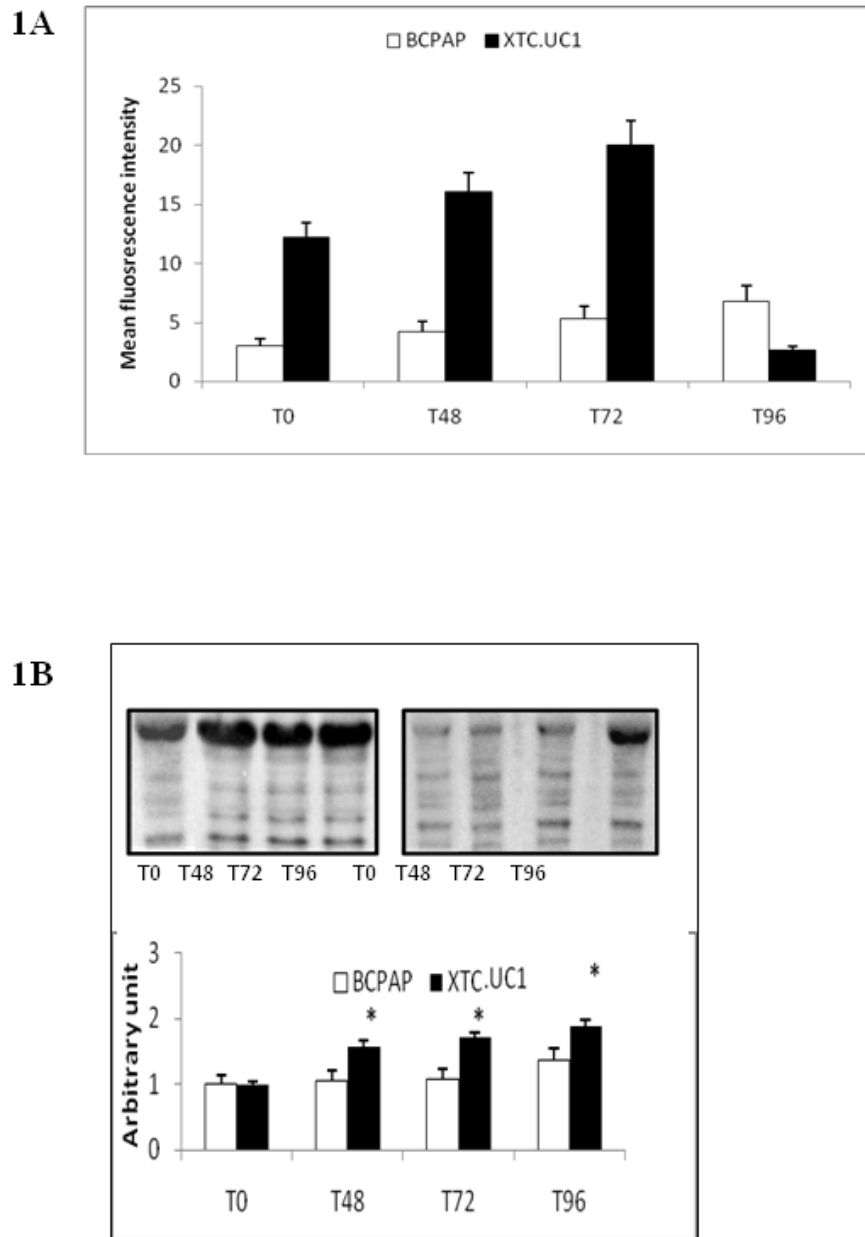 1A
BCPAP XTC.UC1
25
20
15
10
5
0
Mean fluosrescence intensity
T0 T48 T72 T96
1B
T0 T48 T72 T96 T0 T48 T72 T96
3
2
1
0
Arbitrary unit
BCPAP XTC.UC1
*
* *
T0 T48 T72 T96